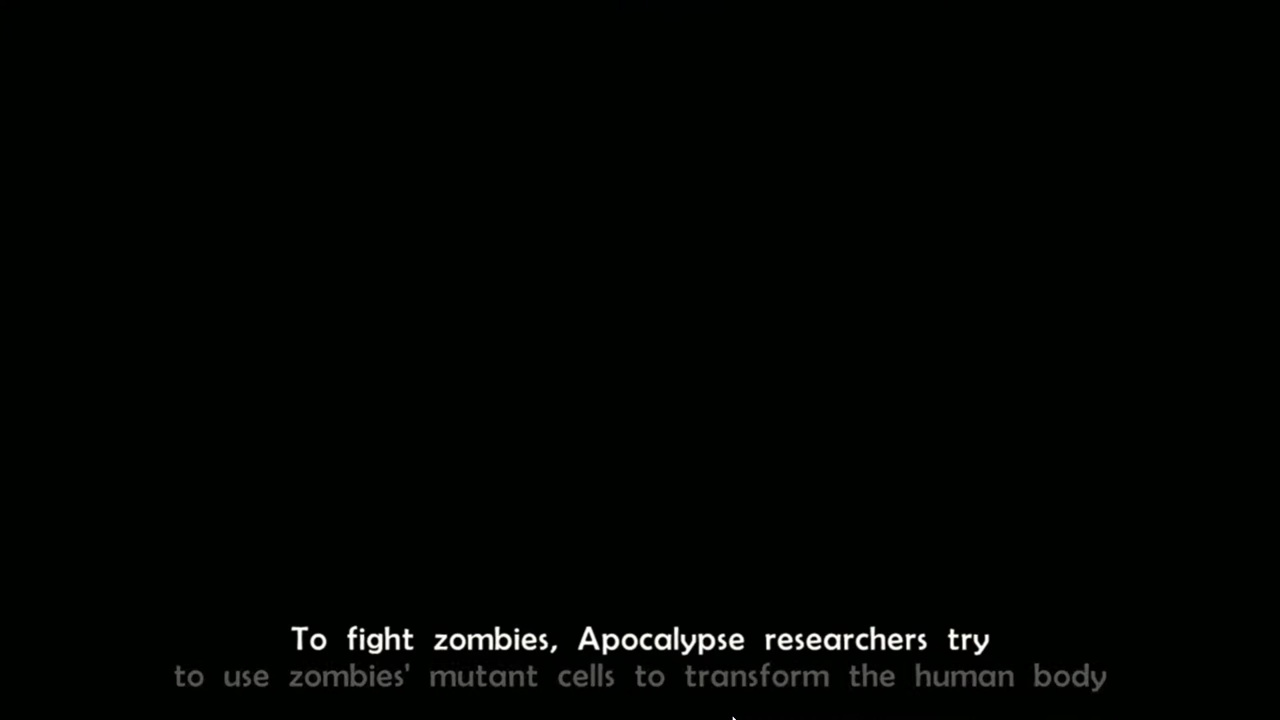 To fight zombies, Apocalypse researchers try
to use zombies' mutant cells to transform the human body